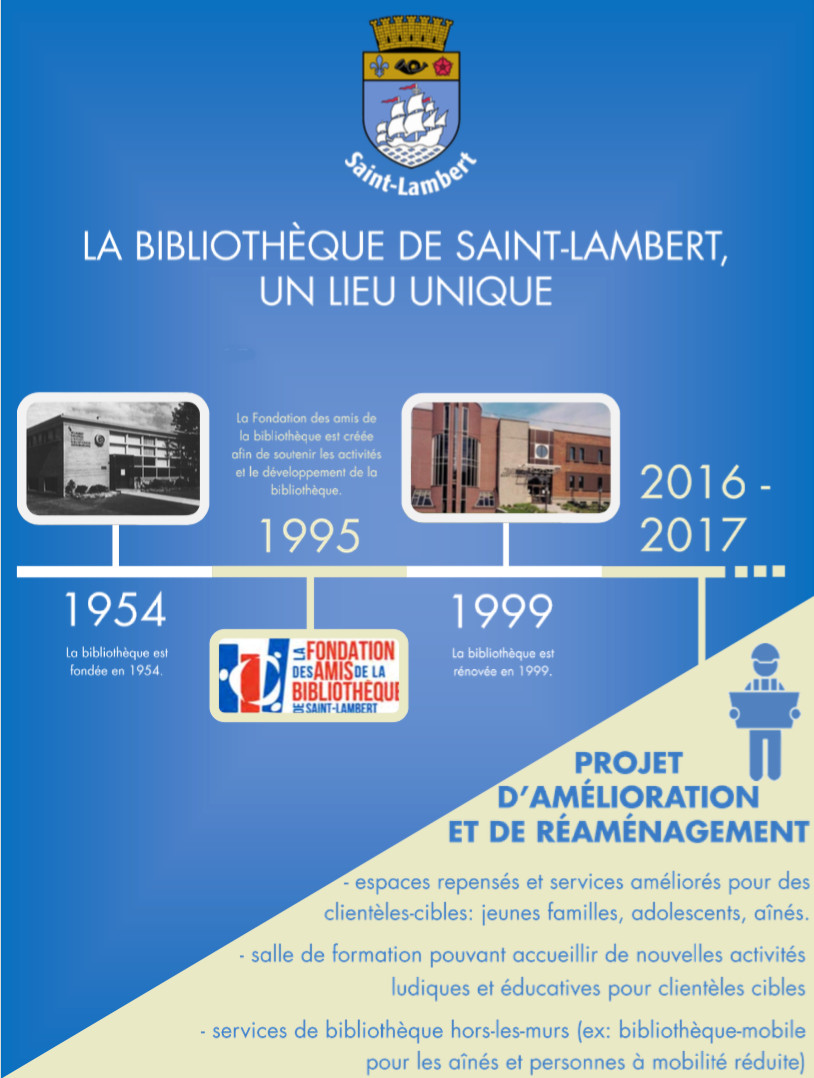 Saint-Lambert
LA BIBLIOTHÈQUE DE SAINT-LAMBERT,
UN LIEU UNIQUE
1954
La bibliothèque est
fondée en 1954.
La Fondation des amis de
la bibliothèque est créée
afin de soutenir les activités
et le développement de la
bibliothèque.
1995
LA FONDATION
DES AMIS DE LA
BIBLIOTHÈQUE
DE SAINT-LAMBERT
1999
La bibliothèque est
rénovée en 1999.
2016 -
2017
PROJET
D'AMÉLIORATION
ET DE RÉAMÉNAGEMENT
- espaces repensés et services améliorés pour des
clientèles-cibles: jeunes familles, adolescents, aînés.
- salle de formation pouvant accueillir de nouvelles activités
ludiques et éducatives pour clientèles cibles
- services de bibliothèque hors-les-murs (ex: bibliothèque-mobile
pour les aînés et personnes à mobilité réduite)